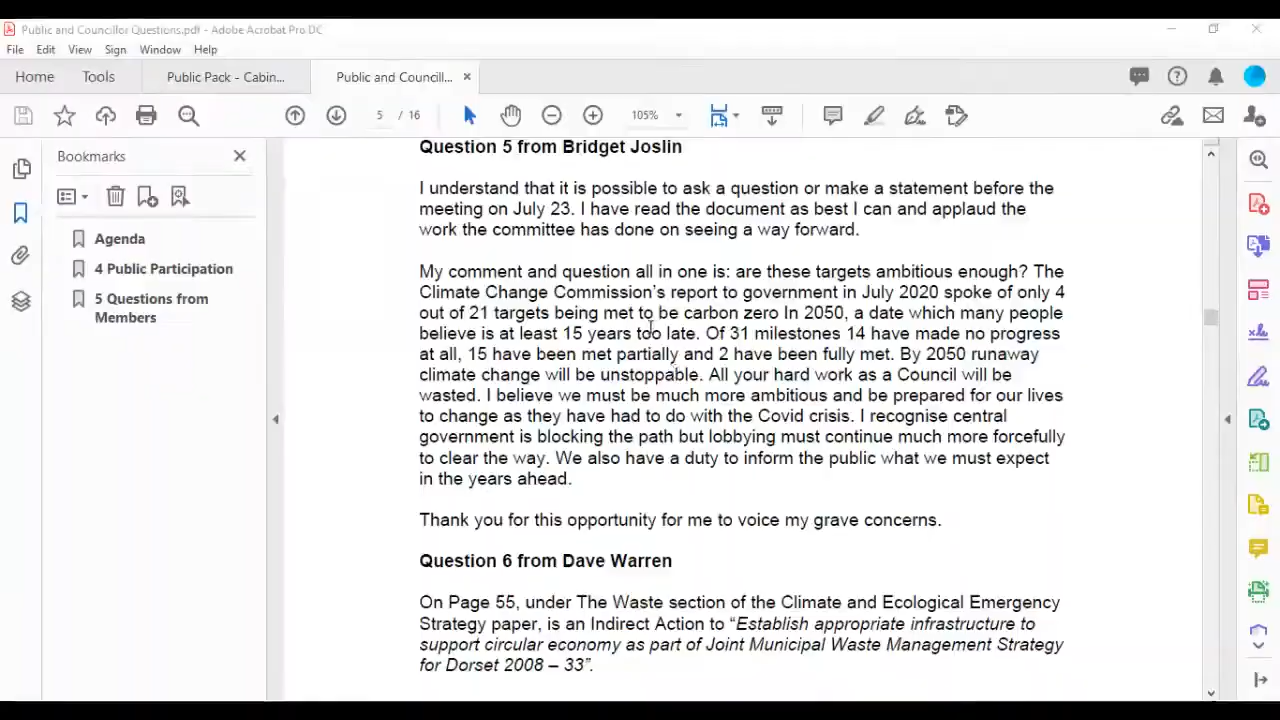 Public and Councillor Questions.pdf - Adobe Acrobat Pro DC
File Edit View Sign Window Help
Home Tools Public Pack - Cabin... Public and Councill... ×
5 / 16 105%
Bookmarks
Agenda
4 Public Participation
5 Questions from
Members
Question 5 from Bridget Joslin
I understand that it is possible to ask a question or make a statement before the
meeting on July 23. I have read the document as best I can and applaud the
work the committee has done on seeing a way forward.
My comment and question all in one is: are these targets ambitious enough? The
Climate Change Commission's report to government in July 2020 spoke of only 4
out of 21 targets being met to be carbon zero In 2050, a date which many people
believe is at least 15 years too late. Of 31 milestones 14 have made no progress
at all, 15 have been met partially and 2 have been fully met. By 2050 runaway
climate change will be unstoppable. All your hard work as a Council will be
wasted. I believe we must be much more ambitious and be prepared for our lives
to change as they have had to do with the Covid crisis. I recognise central
government is blocking the path but lobbying must continue much more forcefully
to clear the way. We also have a duty to inform the public what we must expect
in the years ahead.
Thank you for this opportunity for me to voice my grave concerns.
Question 6 from Dave Warren
On Page 55, under The Waste section of the Climate and Ecological Emergency
Strategy paper, is an Indirect Action to “Establish appropriate infrastructure to
support circular economy as part of Joint Municipal Waste Management Strategy
for Dorset 2008 – 33”.